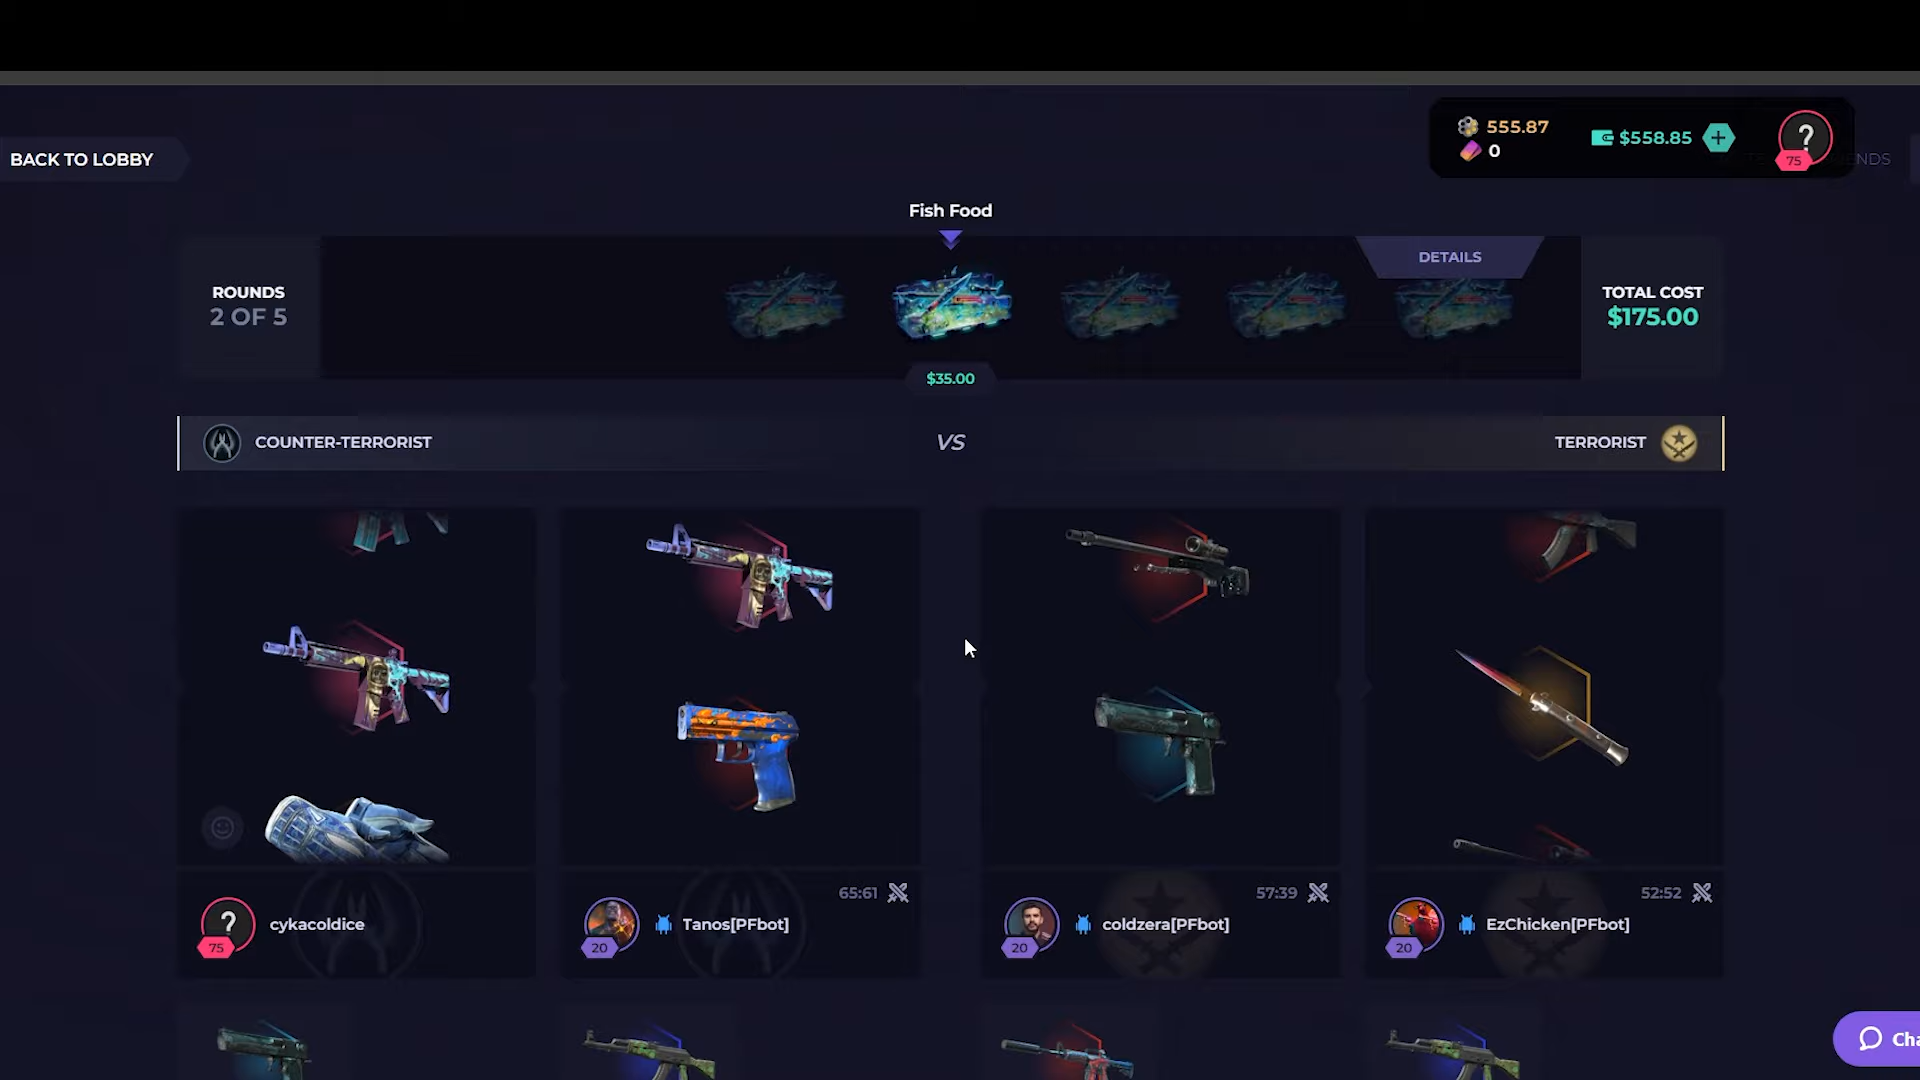 555.87
0
$558.85
75
ENDS
BACK TO LOBBY
Fish Food
DETAILS
ROUNDS
2 OF 5
TOTAL COST
$175.00
$35.00
COUNTER-TERRORIST
VS
TERRORIST
65:61
57:39
52:52
cykacoldice
75
Tanos[PFbot]
20
coldzera[PFbot]
20
EzChicken[PFbot]
20
Cha